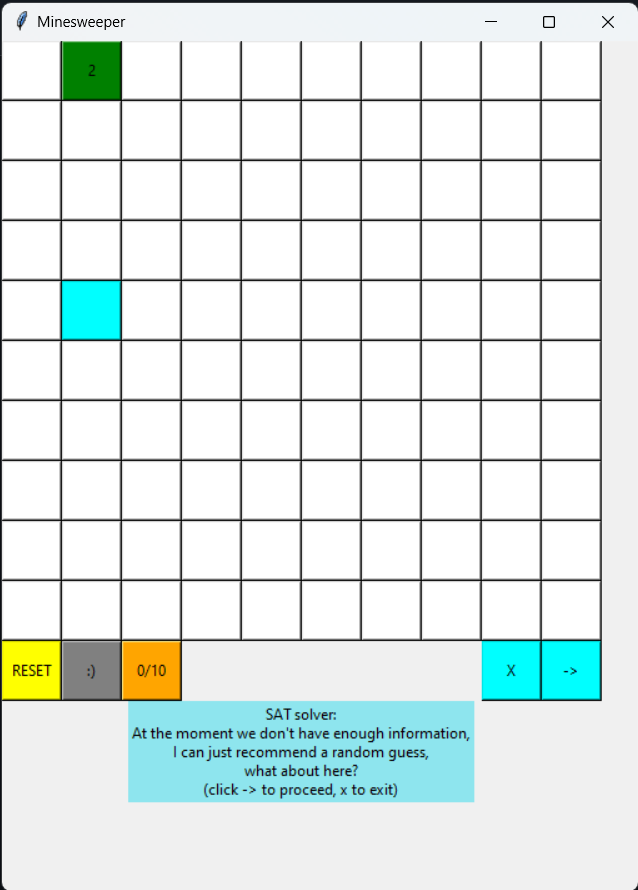 Minesweeper
2
RESET
:)
0/10
X
->
SAT solver:
At the moment we don't have enough information,
I can just recommend a random guess,
what about here?
(click -> to proceed, x to exit)